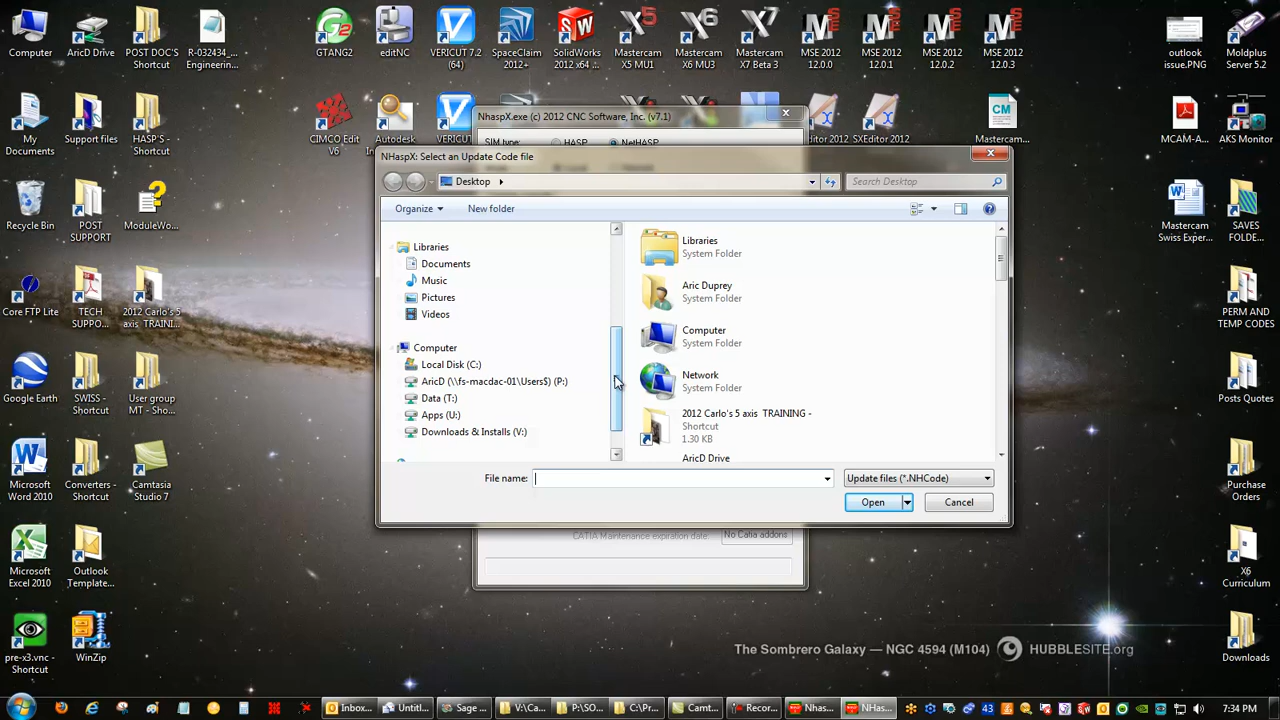 Computer
AricD Drive
POST DOC'S
Shortcut
R-032434_...
Engineerin...
GTANG2
editNC
VERICUT 7.2
(64)
SpaceClaim
2012+
SolidWorks
2012 x64 ...
Mastercam
X5 MU1
Mastercam
X6 MU3
Mastercam
X7 Beta 3
MSE 2012
12.0.0
MSE 2012
12.0.1
MSE 2012
12.0.2
MSE 2012
12.0.3
outlook
issue.PNG
Moldplus
Server 5.2
My
Documents
Support files
HASP'S -
Shortcut
CIMCO Edit
V6
Autodesk
VERICUT
SXEditor 2012
Mastercam...
MCAM-A...
AKS Monitor
NhaspX.exe (c) 2012 CNC Software, Inc. (v7.1)
SIM type:
HASP
NetHASP
NHaspX: Select an Update Code file
Desktop
Search Desktop
Organize
New folder
Recycle Bin
POST
SUPPORT
ModuleWo...
Mastercam
Swiss Exper...
SAVES
FOLDE...
Libraries
Documents
Music
Pictures
Videos
Computer
Local Disk (C:)
AricD (\\fs-macdac-01\Users$) (P:)
Data (T:)
Apps (U:)
Downloads & Installs (V:)
Libraries
System Folder
Aric Duprey
System Folder
Computer
System Folder
Network
System Folder
2012 Carlo's 5 axis TRAINING -
Shortcut
1.30 KB
AricD Drive
File name:
Update files (*.NHCode)
Open
Cancel
Core FTP Lite
TECH
SUPPO...
2012 Carlo's
5 axis TRAINI...
PERM AND
TEMP CODES
Google Earth
SWISS -
Shortcut
User group
MT - Sho...
Posts Quotes
Microsoft
Word 2010
Converters -
Shortcut
Camtasia
Studio 7
Purchase
Orders
CATIA Maintenance expiration date:
No Catia addons
Microsoft
Excel 2010
Outlook
Template...
X6
Curriculum
pre-x3.vnc -
Shortcut
WinZip
Downloads
The Sombrero Galaxy — NGC 4594 (M104)
HUBBLESITE.org
Inbox...
Untitl...
Sage ...
V:\Ca...
P:\SO...
C:\Pr...
Camt...
Recor...
Nhas...
NHas...
43
7:34 PM